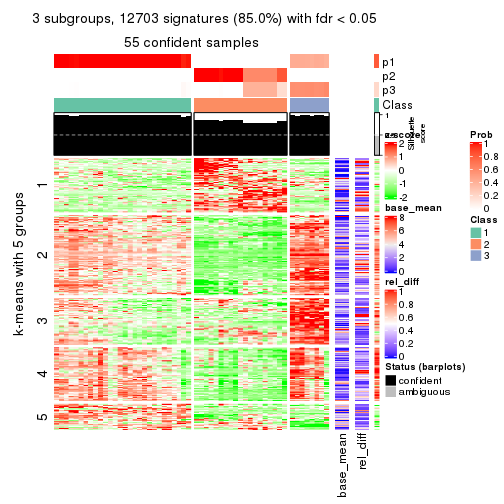 3 subgroups, 12703 signatures (85.0%) with fdr < 0.05
55 confident samples
p1
p2
p3
Class
1
Silhouette
score
k-means with 5 groups
1
2
3
4
5
z-score
2
1
0
-1
-2
base_mean
8
6
4
2
0
rel_diff
1
0.8
0.6
0.4
0.2
0
Status (barplots)
confident
ambiguous
Prob
1
0.8
0.6
0.4
0.2
0
Class
1
2
3
base_mean
rel_diff